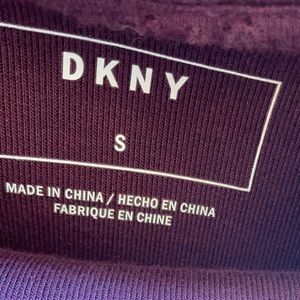 DKNY
S
MADE IN CHINA / HECHO EN CHINA
FABRIQUE EN CHINE